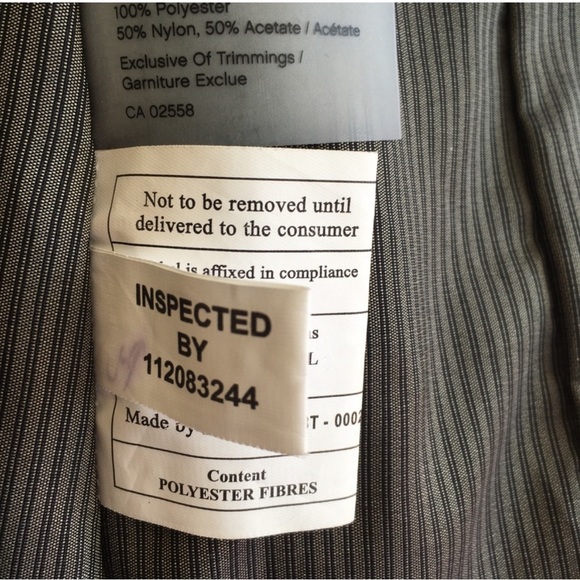 100% Polyester
50% Nylon, 50% Acetate / Acétate
Exclusive Of Trimmings /
Garniture Exclue
CA 02558
Not to be removed until
delivered to the consumer
is affixed in compliance
INSPECTED
BY
112083244
Made by
T - 0002
Content
POLYESTER FIBRES